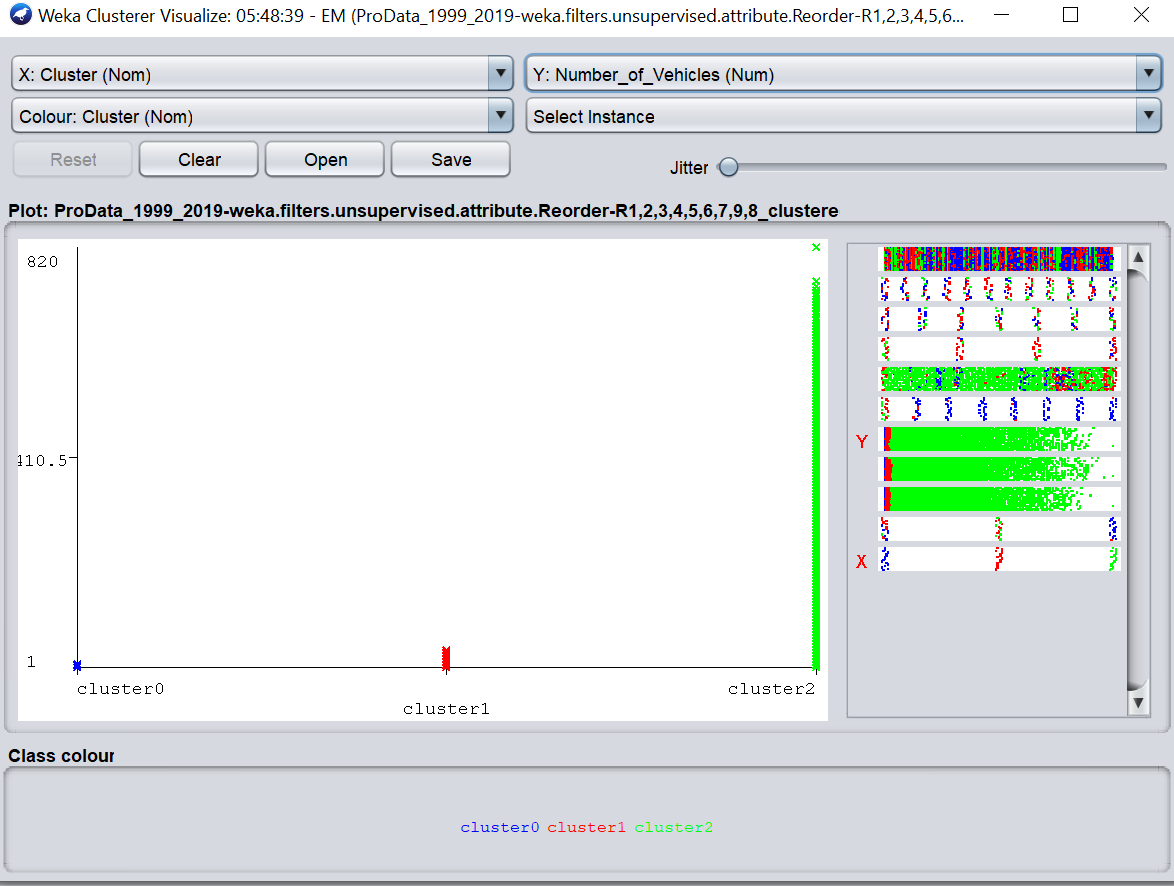 Weka Clusterer Visualize: 05:48:39 - EM (ProData_1999_2019-weka.filters.unsupervised.attribute.Reorder-R1,2,3,4,5,6...
X: Cluster (Nom) Y: Number_of_Vehicles (Num)
Colour: Cluster (Nom) Select Instance
Reset Clear Open Save Jitter
Plot: ProData_1999_2019-weka.filters.unsupervised.attribute.Reorder-R1,2,3,4,5,6,7,9,8_clustere
820
410.5
1
cluster0 cluster2
cluster1
Y
X
Class colour
cluster0 cluster1 cluster2